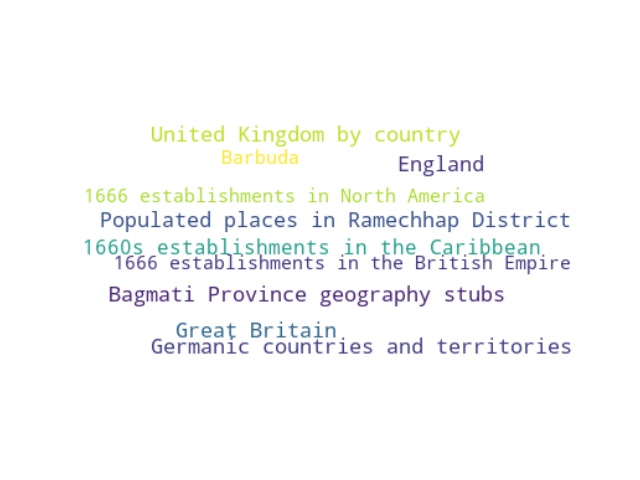 United Kingdom by country
Barbuda
England
1666 establishments in North America
Populated places in Ramechhap District
1660s establishments in the Caribbean
1666 establishments in the British Empire
Bagmati Province geography stubs
Great Britain
Germanic countries and territories